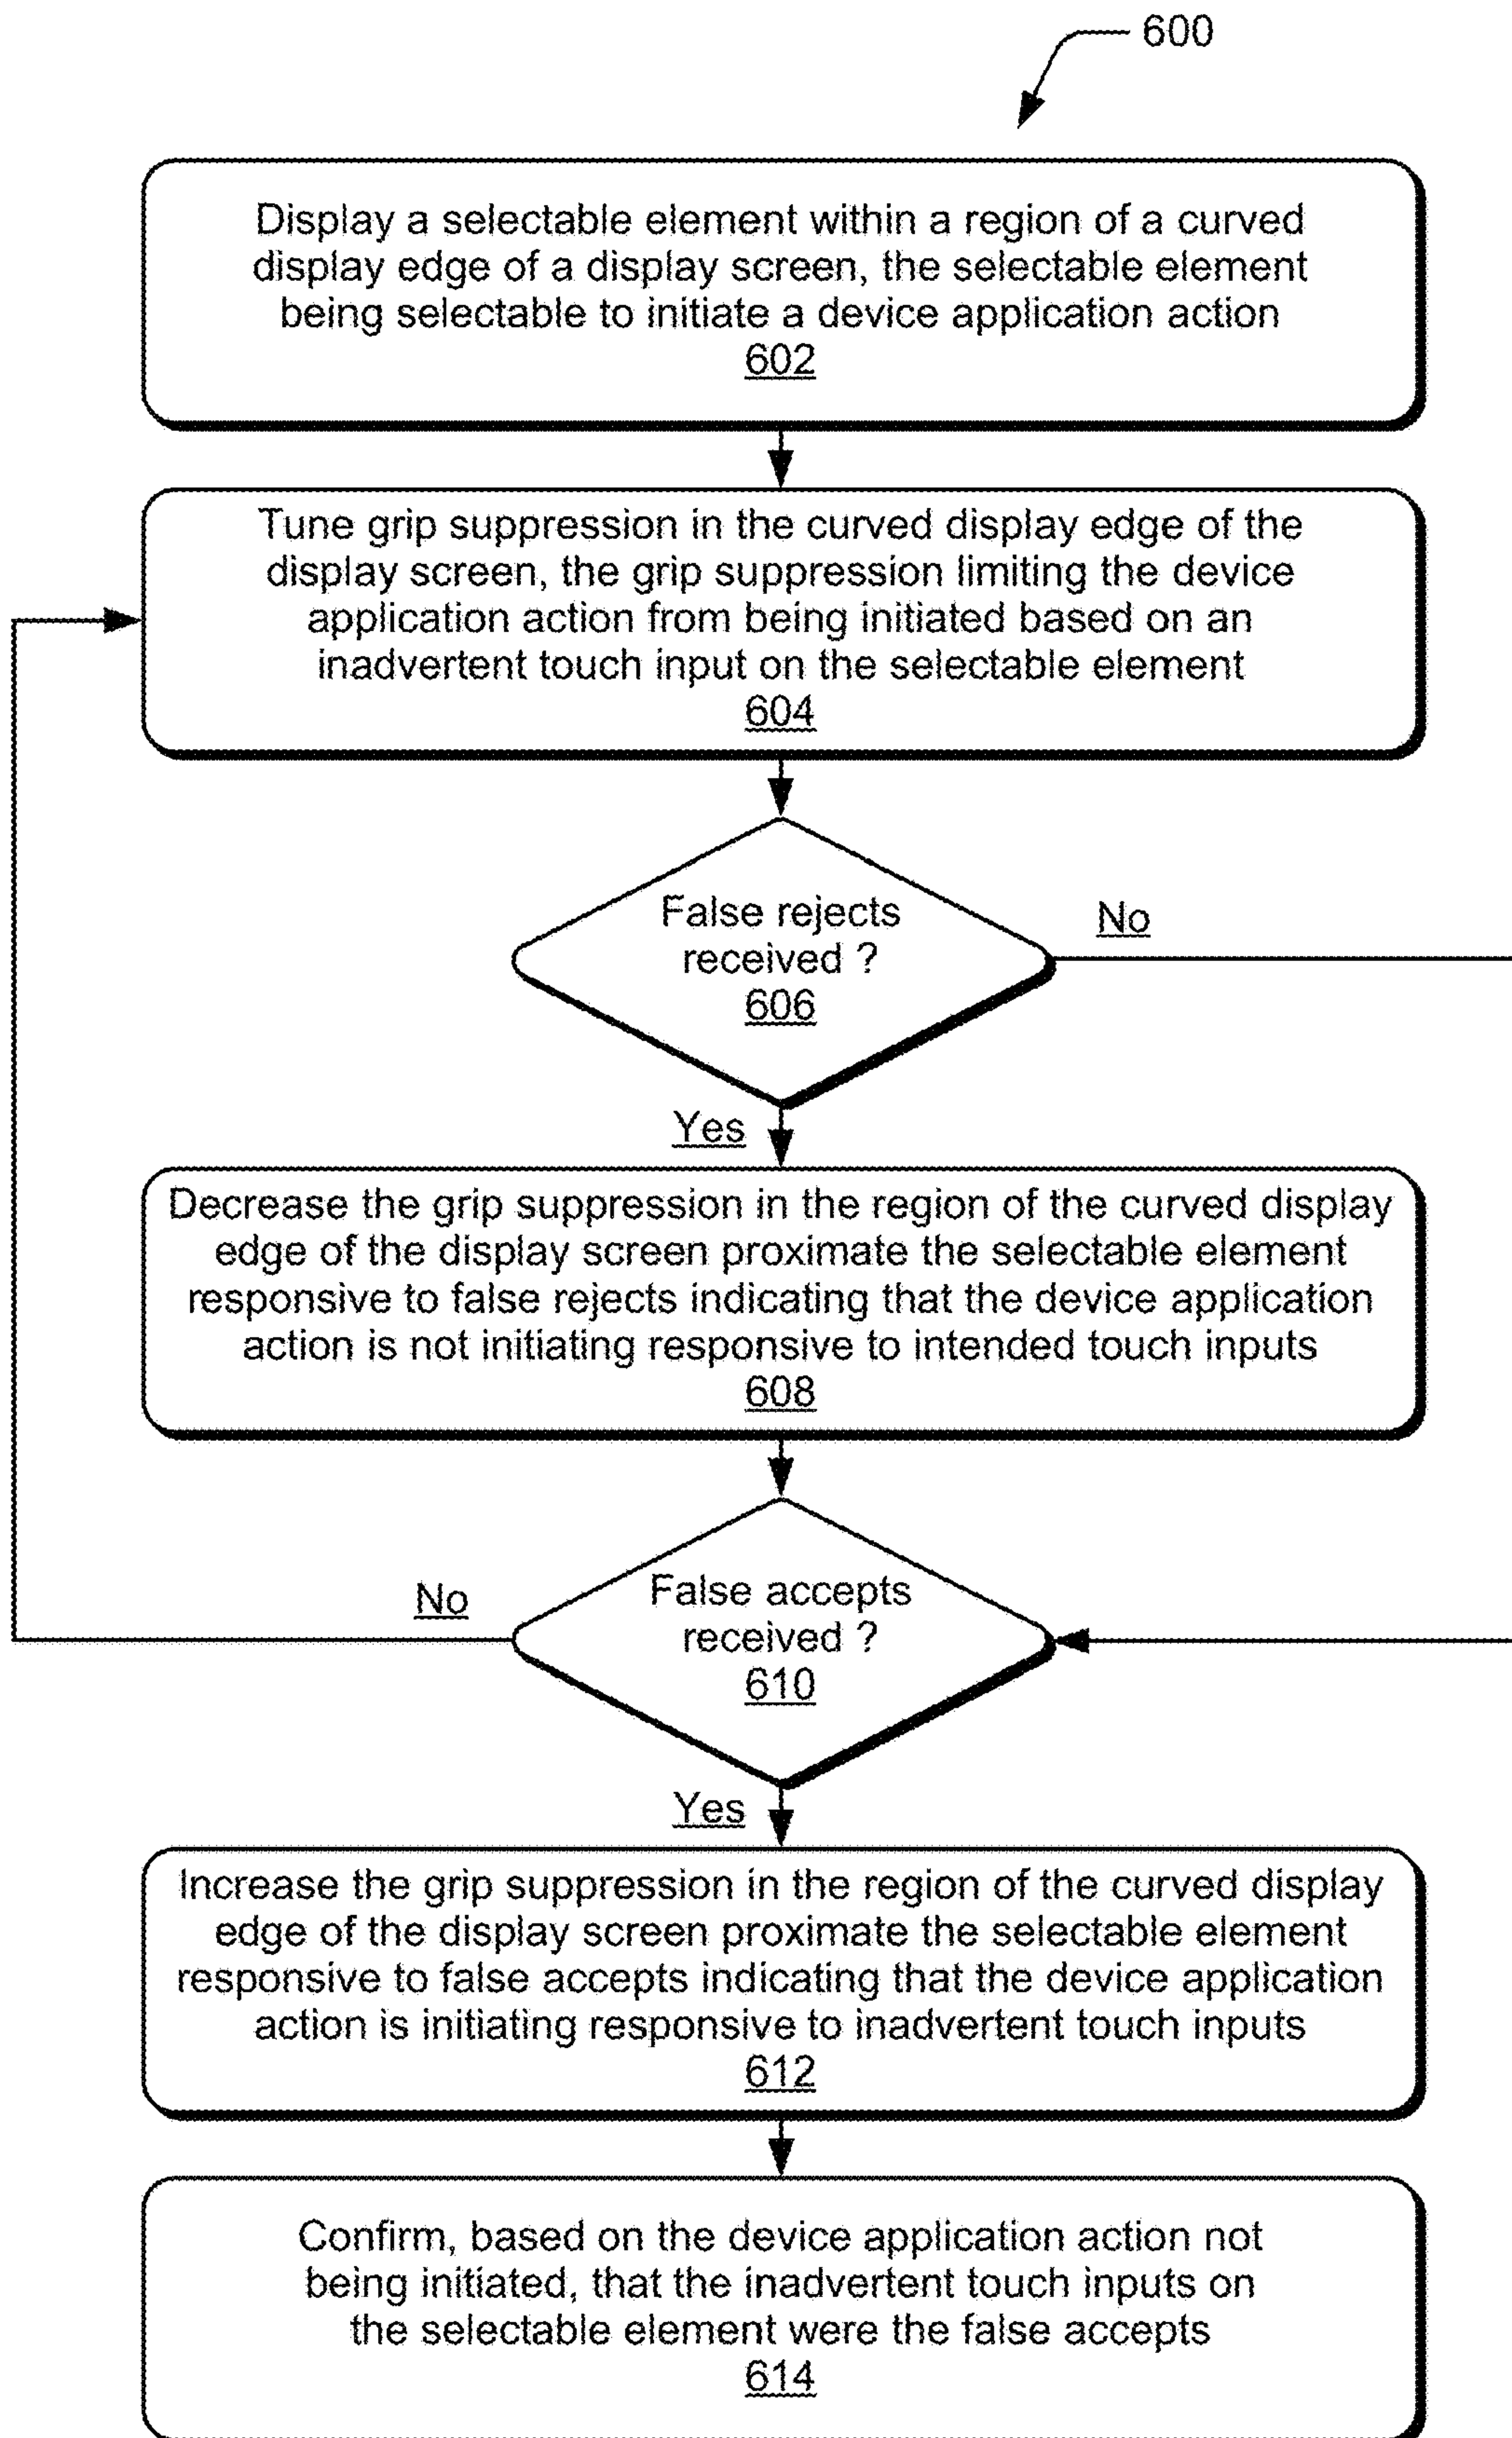 600
Display a selectable element within a region of a curved
display edge of a display screen, the selectable element
being selectable to initiate a device application action
602
Tune grip suppression in the curved display edge of the
display screen, the grip suppression limiting the device
application action from being initiated based on an
inadvertent touch input on the selectable element
604
False rejects
received ?
606
No
Yes
Decrease the grip suppression in the region of the curved display
edge of the display screen proximate the selectable element
responsive to false rejects indicating that the device application
action is not initiating responsive to intended touch inputs
608
False accepts
received ?
610
No
Yes
Increase the grip suppression in the region of the curved display
edge of the display screen proximate the selectable element
responsive to false accepts indicating that the device application
action is initiating responsive to inadvertent touch inputs
612
Confirm, based on the device application action not
being initiated, that the inadvertent touch inputs on
the selectable element were the false accepts
614